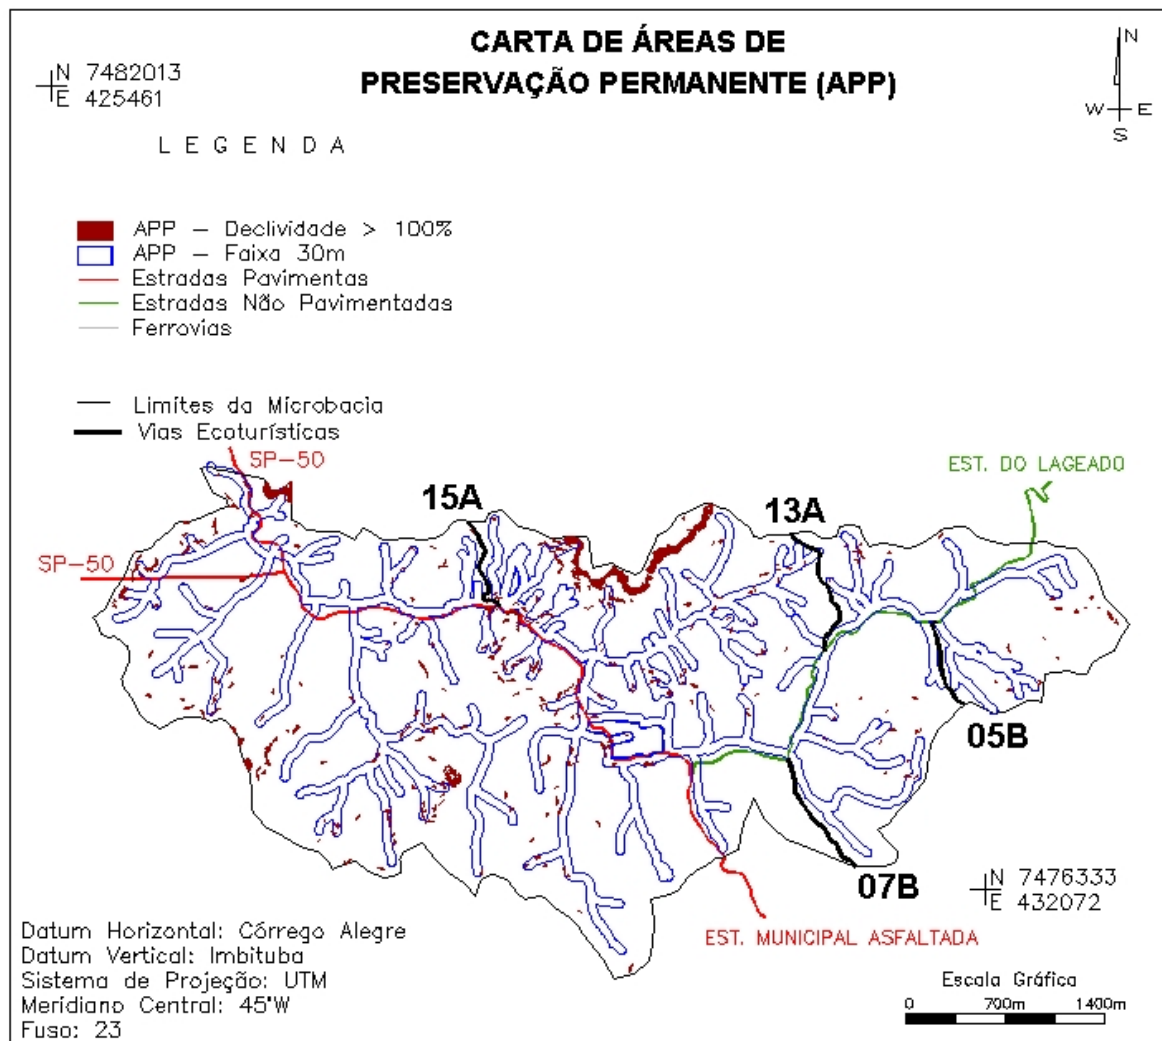 CARTA DE ÁREAS DE
PRESERVAÇÃO PERMANENTE (APP)
N 7482013
E 425461
N
W E
S
L E G E N D A
APP – Declividade > 100%
APP – Faixa 30m
Estradas Pavimentas
Estradas Não Pavimentadas
Ferrovias
Limites da Microbacia
Vias Ecoturísticas
SP-50
EST. DO LAGEADO
15A
13A
SP-50
05B
07B
N 7476333
E 432072
EST. MUNICIPAL ASFALTADA
Datum Horizontal: Córrego Alegre
Datum Vertical: Imbituba
Sistema de Projeção: UTM
Meridiano Central: 45°W
Fuso: 23
Escala Gráfica
0 700m 1400m